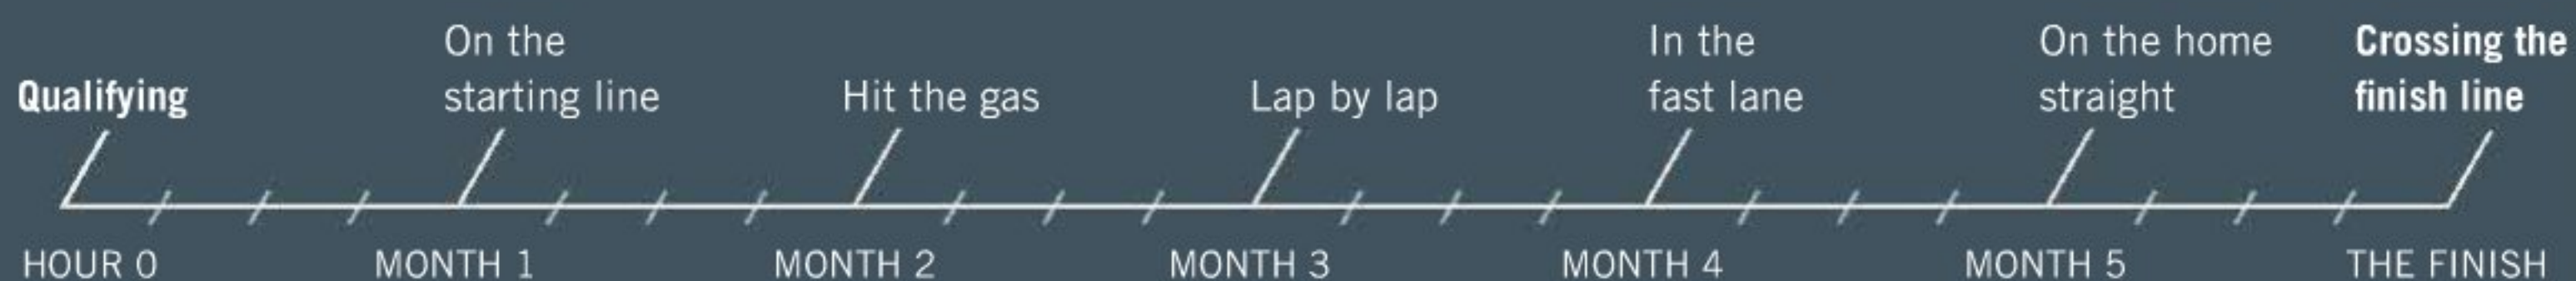 Qualifying
On the
starting line
Hit the gas
Lap by lap
In the
fast lane
On the home
straight
Crossing the
finish line
HOUR 0
MONTH 1
MONTH 2
MONTH 3
MONTH 4
MONTH 5
THE FINISH